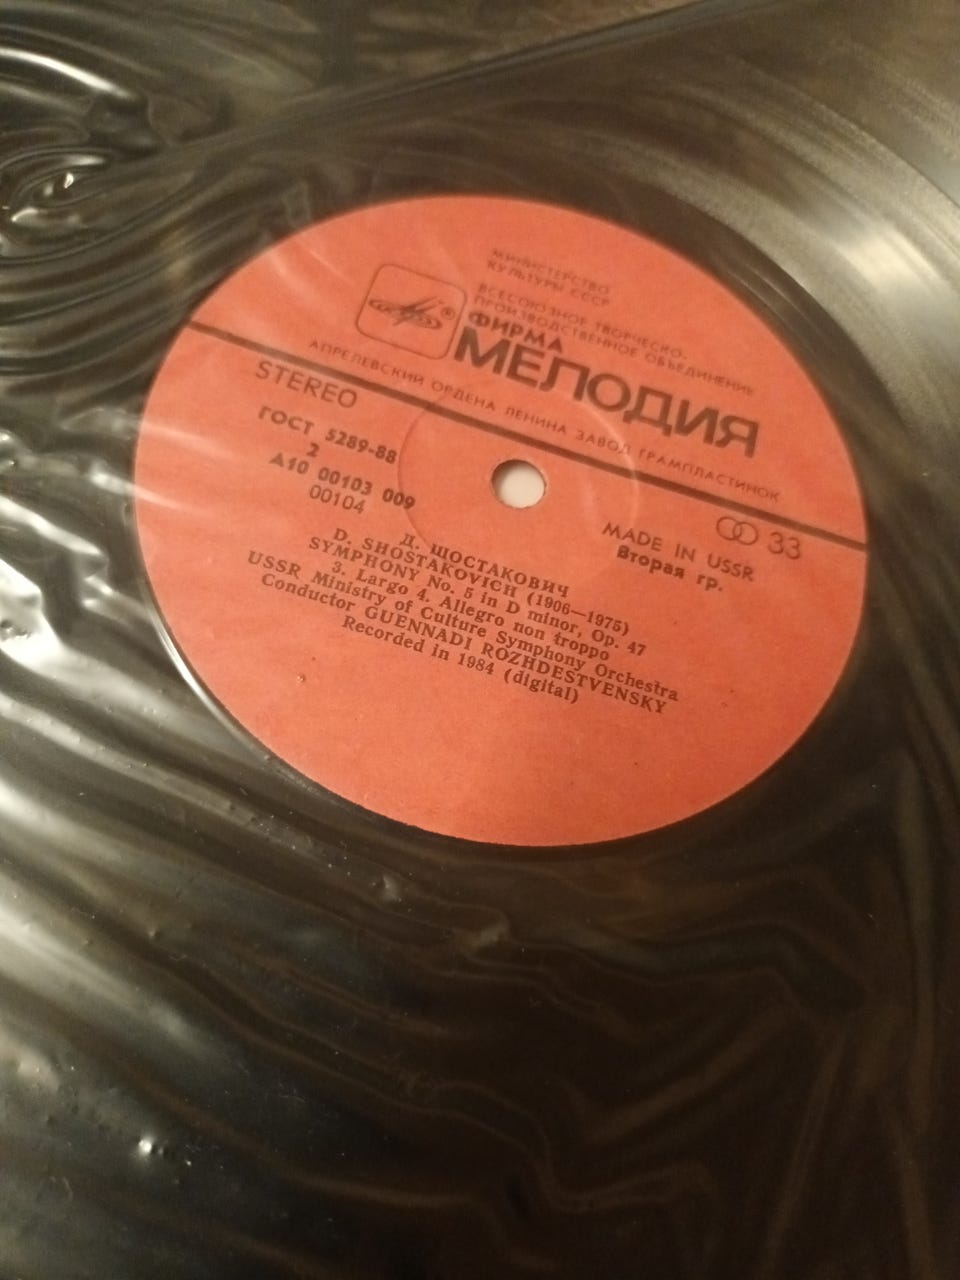 МИНИСТЕРСТВО
КУЛЬТУРЫ СССР
ВСЕСОЮЗНОЕ ТВОРЧЕСКО-
ПРОИЗВОДСТВЕННОЕ ОБЪЕДИНЕНИЕ
ФИРМА
®
МЕЛОДИЯ
АПРЕЛЕВСКИЙ ОРДЕНА ЛЕНИНА ЗАВОД ГРАМПЛАСТИНОК
STEREO
33
ГОСТ 5289-88
MADE IN USSR
2
Вторая гр.
А10 00103 009
00104
Д. ШОСТАКОВИЧ
D. SHOSTAKOVICH (1906—1975)
SYMPHONY No. 5 in D minor, Op. 47
3. Largo 4. Allegro non troppo
USSR Ministry of Culture Symphony Orchestra
Conductor GUENNADI ROZHDESTVENSKY
Recorded in 1984 (digital)